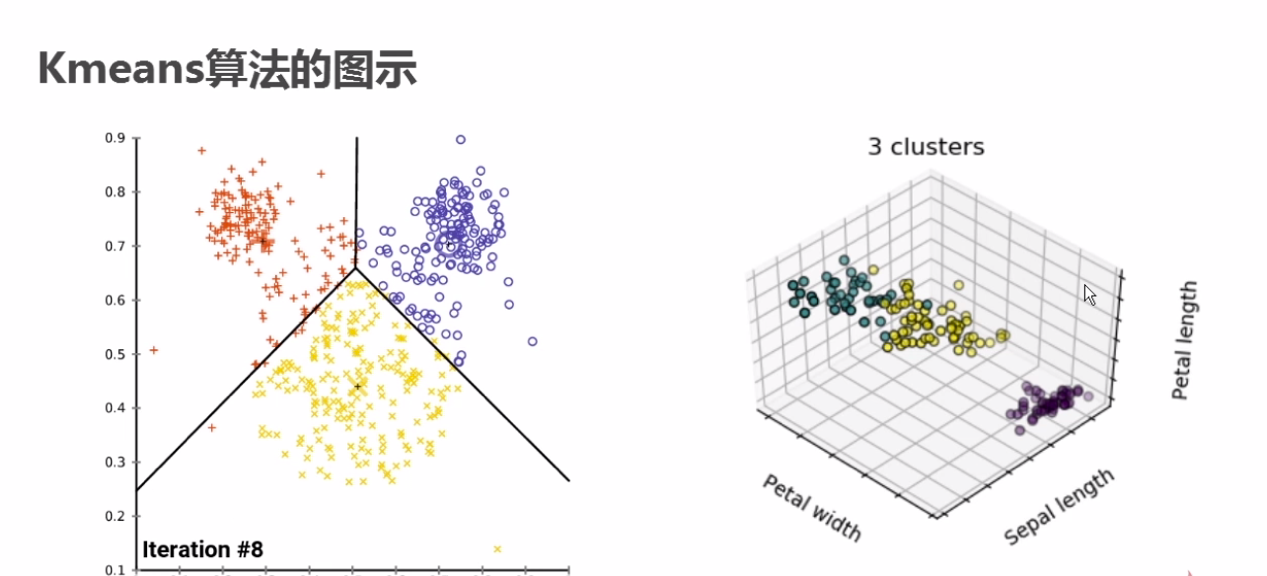 Kmeans算法的图示
0.9
0.8
0.7
0.6
0.5
0.4
0.3
0.2
0.1
Iteration #8
3 clusters
Petal length
Petal width
Sepal length